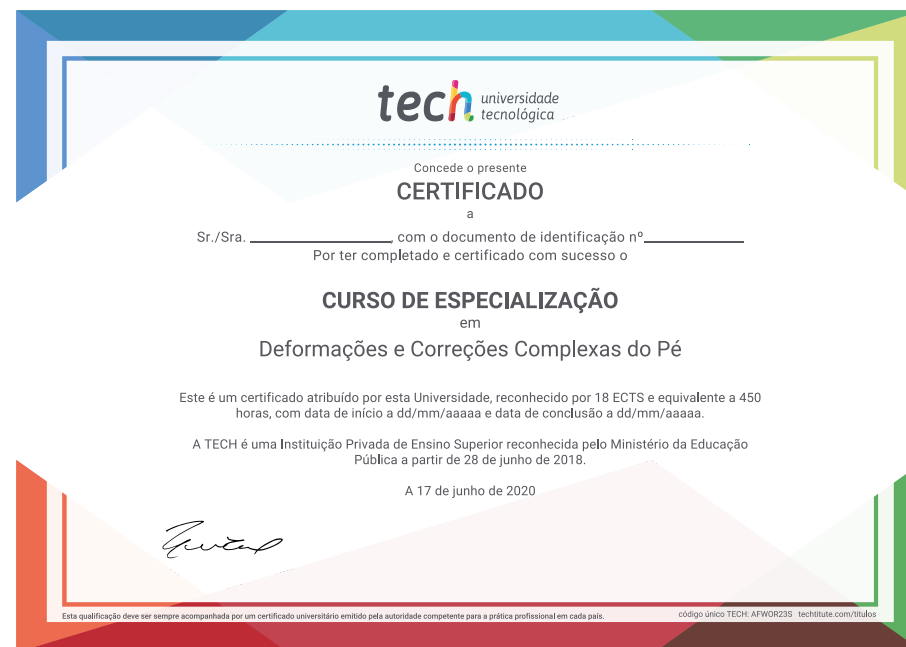 tech universidade
tecnológica
Concede o presente
CERTIFICADO
a
Sr./Sra. , com o documento de identificação nº
Por ter completado e certificado com sucesso o
CURSO DE ESPECIALIZAÇÃO
em
Deformações e Correções Complexas do Pé
Este é um certificado atribuído por esta Universidade, reconhecido por 18 ECTS e equivalente a 450
horas, com data de início a dd/mm/aaaaa e data de conclusão a dd/mm/aaaaa.
A TECH é uma Instituição Privada de Ensino Superior reconhecida pelo Ministério da Educação
Pública a partir de 28 de junho de 2018.
A 17 de junho de 2020
Esta qualificação deve ser sempre acompanhada por um certificado universitário emitido pela autoridade competente para a prática profissional em cada país.
código único TECH: AFWOR23S techtitute.com/titulos